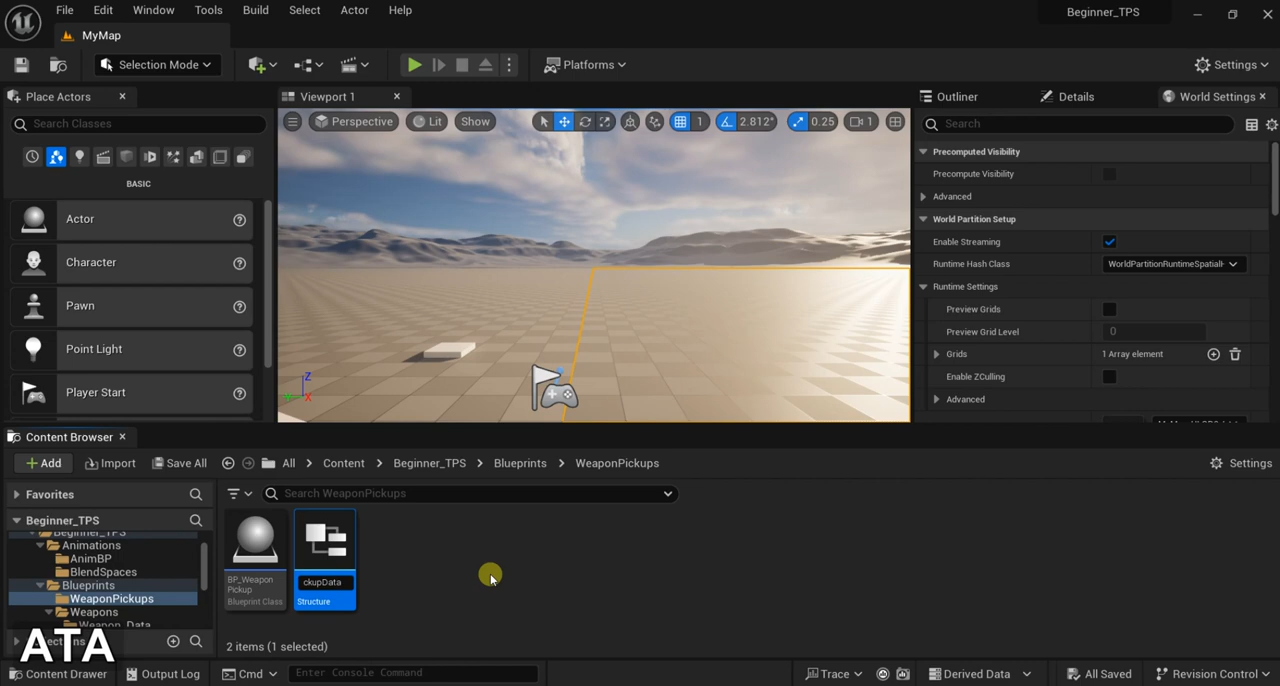 File Edit Window Tools Build Select Actor Help
Beginner_TPS
MyMap
Selection Mode
Platforms
Settings
Place Actors
Viewport 1
Outliner
Details
World Settings
Search Classes
Perspective
Lit
Show
1
2.812°
0.25
1
Search
BASIC
Actor
Character
Pawn
Point Light
Player Start
Z
X
Precomputed Visibility
Precompute Visibility
Advanced
World Partition Setup
Enable Streaming
Runtime Hash Class
WorldPartitionRuntimeSpatialH
Runtime Settings
Preview Grids
Preview Grid Level
0
Grids
1 Array element
Enable ZCulling
Advanced
Content Browser
Add
Import
Save All
All
Content
Beginner_TPS
Blueprints
WeaponPickups
Settings
Favorites
Search WeaponPickups
Beginner_TPS
Beginner_TPS
Animations
AnimBP
BlendSpaces
Blueprints
WeaponPickups
Weapons
Weapon_Data
BP_Weapon
Pickup
Blueprint Class
ckupData
Structure
2 items (1 selected)
ATA
Content Drawer
Output Log
Cmd
Enter Console Command
Trace
Derived Data
All Saved
Revision Control